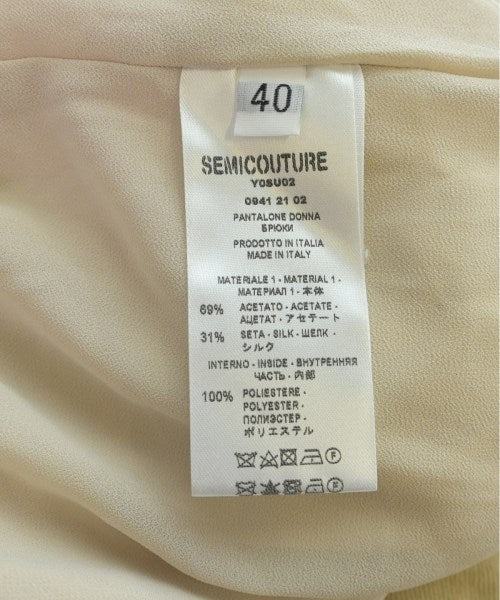 40
SEMICOUTURE
Y0SU02
0941 21 02
PANTALONE DONNA
БРЮКИ
PRODOTTO IN ITALIA
MADE IN ITALY
MATERIALE 1 - MATERIAL 1 -
МАТЕРИАЛ 1 - 本体
69% ACETATO - ACETATE -
АЦЕТАТ - アセテート
31% SETA - SILK - ШЕЛК -
シルク
INTERNO - INSIDE - ВНУТРЕННЯЯ
ЧАСТЬ - 内部
100% POLIESTERE -
POLYESTER -
ПОЛИЭСТЕР -
ポリエステル